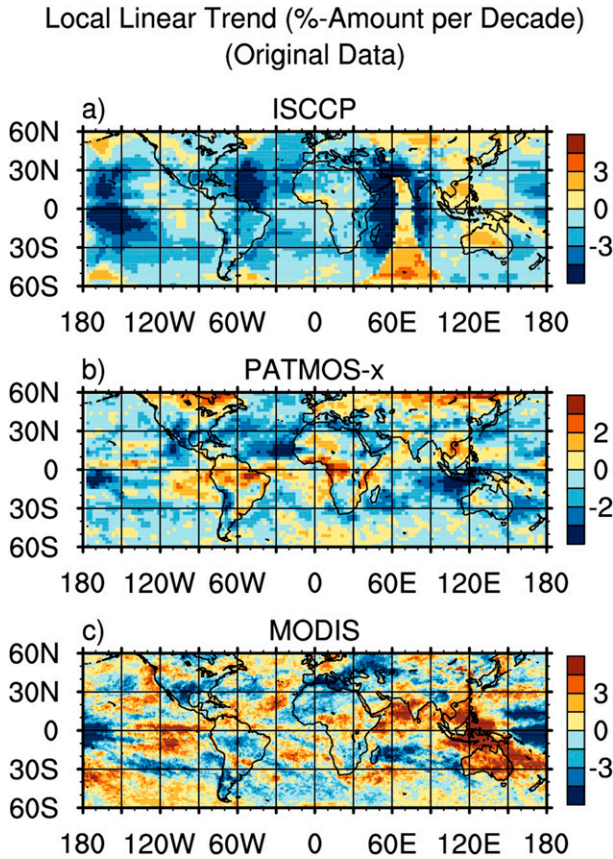 Local Linear Trend (%-Amount per Decade)
(Original Data)
a) ISCCP
60N
30N
0
30S
60S
180 120W 60W 0 60E 120E 180
3
0
-3
b) PATMOS-x
60N
30N
0
30S
60S
180 120W 60W 0 60E 120E 180
2
0
-2
c) MODIS
60N
30N
0
30S
60S
180 120W 60W 0 60E 120E 180
3
0
-3